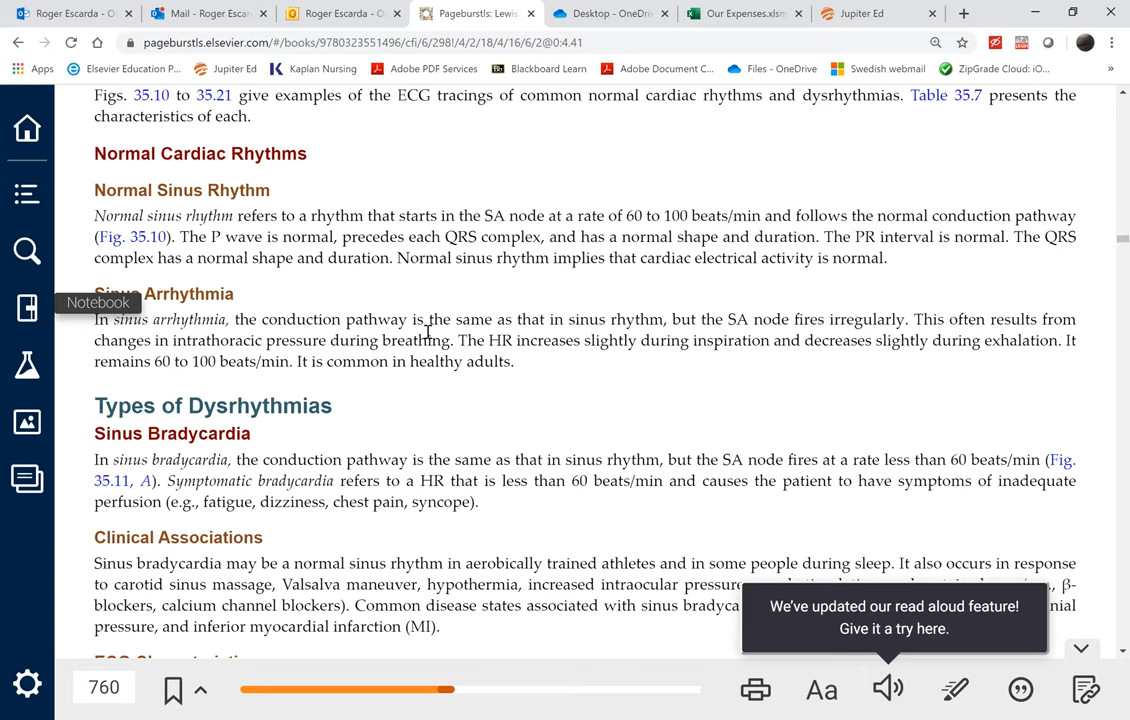 Roger Escarda - O
Mail - Roger Escar
Roger Escarda - O
Pageburstls: Lewis
Desktop - OneDriv
Our Expenses.xlsm
Jupiter Ed
pageburstls.elsevier.com/#/books/9780323551496/cfi/6/298!/4/2/18/4/16/6/2@0:4.41
Apps
Elsevier Education P...
Jupiter Ed
Kaplan Nursing
Adobe PDF Services
Blackboard Learn
Adobe Document C...
Files - OneDrive
Swedish webmail
ZipGrade Cloud: iO...
»
Figs. 35.10 to 35.21 give examples of the ECG tracings of common normal cardiac rhythms and dysrhythmias. Table 35.7 presents the
characteristics of each.
Normal Cardiac Rhythms
Normal Sinus Rhythm
Normal sinus rhythm refers to a rhythm that starts in the SA node at a rate of 60 to 100 beats/min and follows the normal conduction pathway
(Fig. 35.10). The P wave is normal, precedes each QRS complex, and has a normal shape and duration. The PR interval is normal. The QRS
complex has a normal shape and duration. Normal sinus rhythm implies that cardiac electrical activity is normal.
Sinus Arrhythmia
Notebook
In sinus arrhythmia, the conduction pathway is the same as that in sinus rhythm, but the SA node fires irregularly. This often results from
changes in intrathoracic pressure during breathing. The HR increases slightly during inspiration and decreases slightly during exhalation. It
remains 60 to 100 beats/min. It is common in healthy adults.
Types of Dysrhythmias
Sinus Bradycardia
In sinus bradycardia, the conduction pathway is the same as that in sinus rhythm, but the SA node fires at a rate less than 60 beats/min (Fig.
35.11, A). Symptomatic bradycardia refers to a HR that is less than 60 beats/min and causes the patient to have symptoms of inadequate
perfusion (e.g., fatigue, dizziness, chest pain, syncope).
Clinical Associations
Sinus bradycardia may be a normal sinus rhythm in aerobically trained athletes and in some people during sleep. It also occurs in response
to carotid sinus massage, Valsalva maneuver, hypothermia, increased intraocular pressure β-
blockers, calcium channel blockers). Common disease states associated with sinus bradyca nial
pressure, and inferior myocardial infarction (MI).
We've updated our read aloud feature!
Give it a try here.
760
Aa